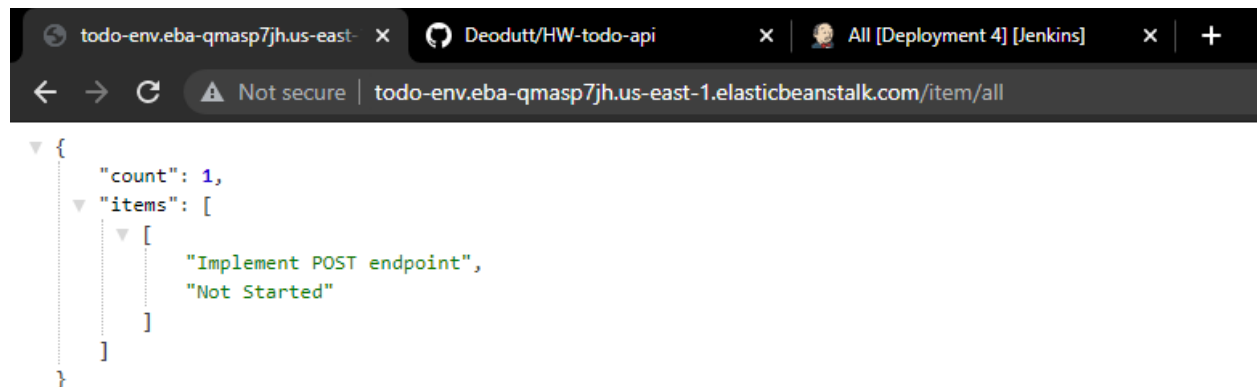 todo-env.eba-qmasp7jh.us-east- Deodutt/HW-todo-api All [Deployment 4] [Jenkins]
Not secure todo-env.eba-qmasp7jh.us-east-1.elasticbeanstalk.com/item/all
{
"count": 1,
"items": [
[
"Implement POST endpoint",
"Not Started"
]
]
}